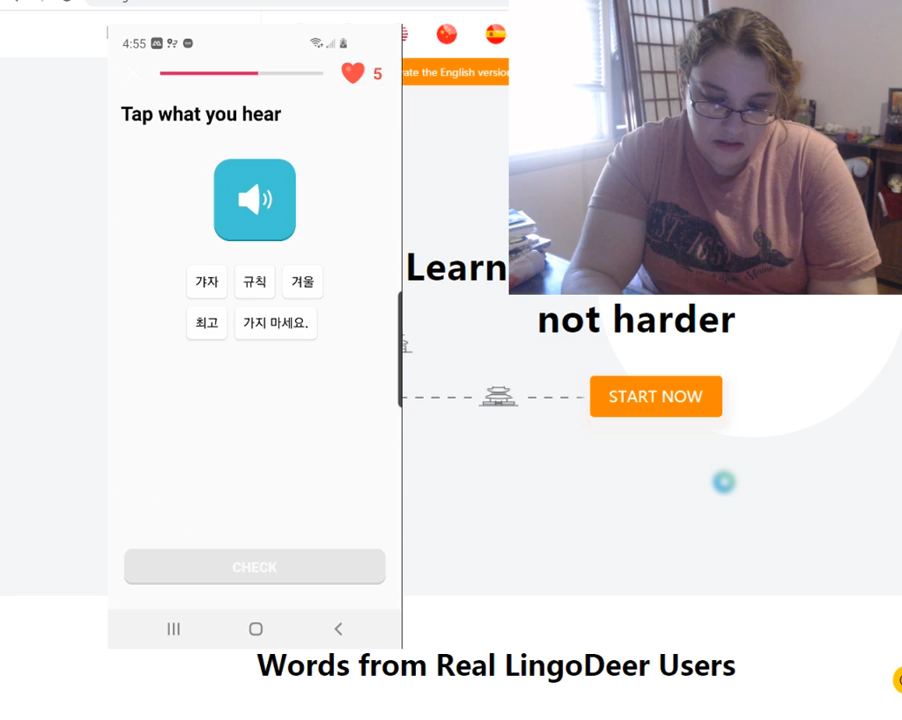 4:55
5
ate the English version
Tap what you hear
갸자
규칙
겨울
최고
가지 마세요.
Learn
not harder
START NOW
CHECK
Words from Real LingoDeer Users